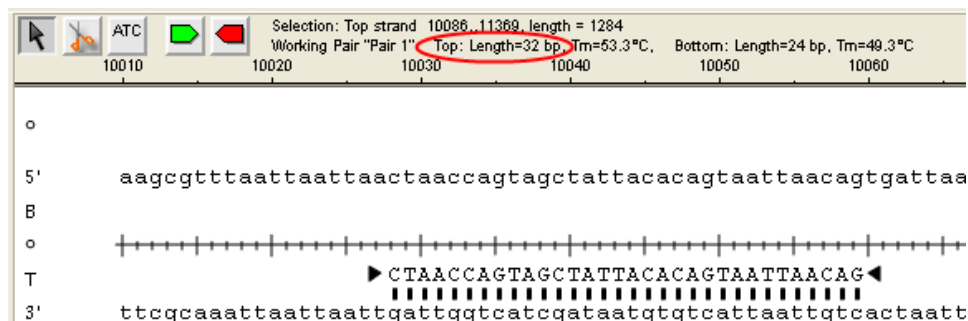 ATC
Selection: Top strand 10086..11369, length = 1284
Working Pair "Pair 1" Top: Length=32 bp, Tm=53.3°C, Bottom: Length=24 bp, Tm=49.3°C
10010 10020 10030 10040 10050 10060
o
5' aagcgtttaattaattaactaaccagtagctattacacagtaattaacagtgattaa
B
o
T CTAACCAGTAGCTATTACACAGTAATTAACAG
3' ttcgcaaattaattaattgattggtcatcgataatgtgtcattaattgtcactaatt